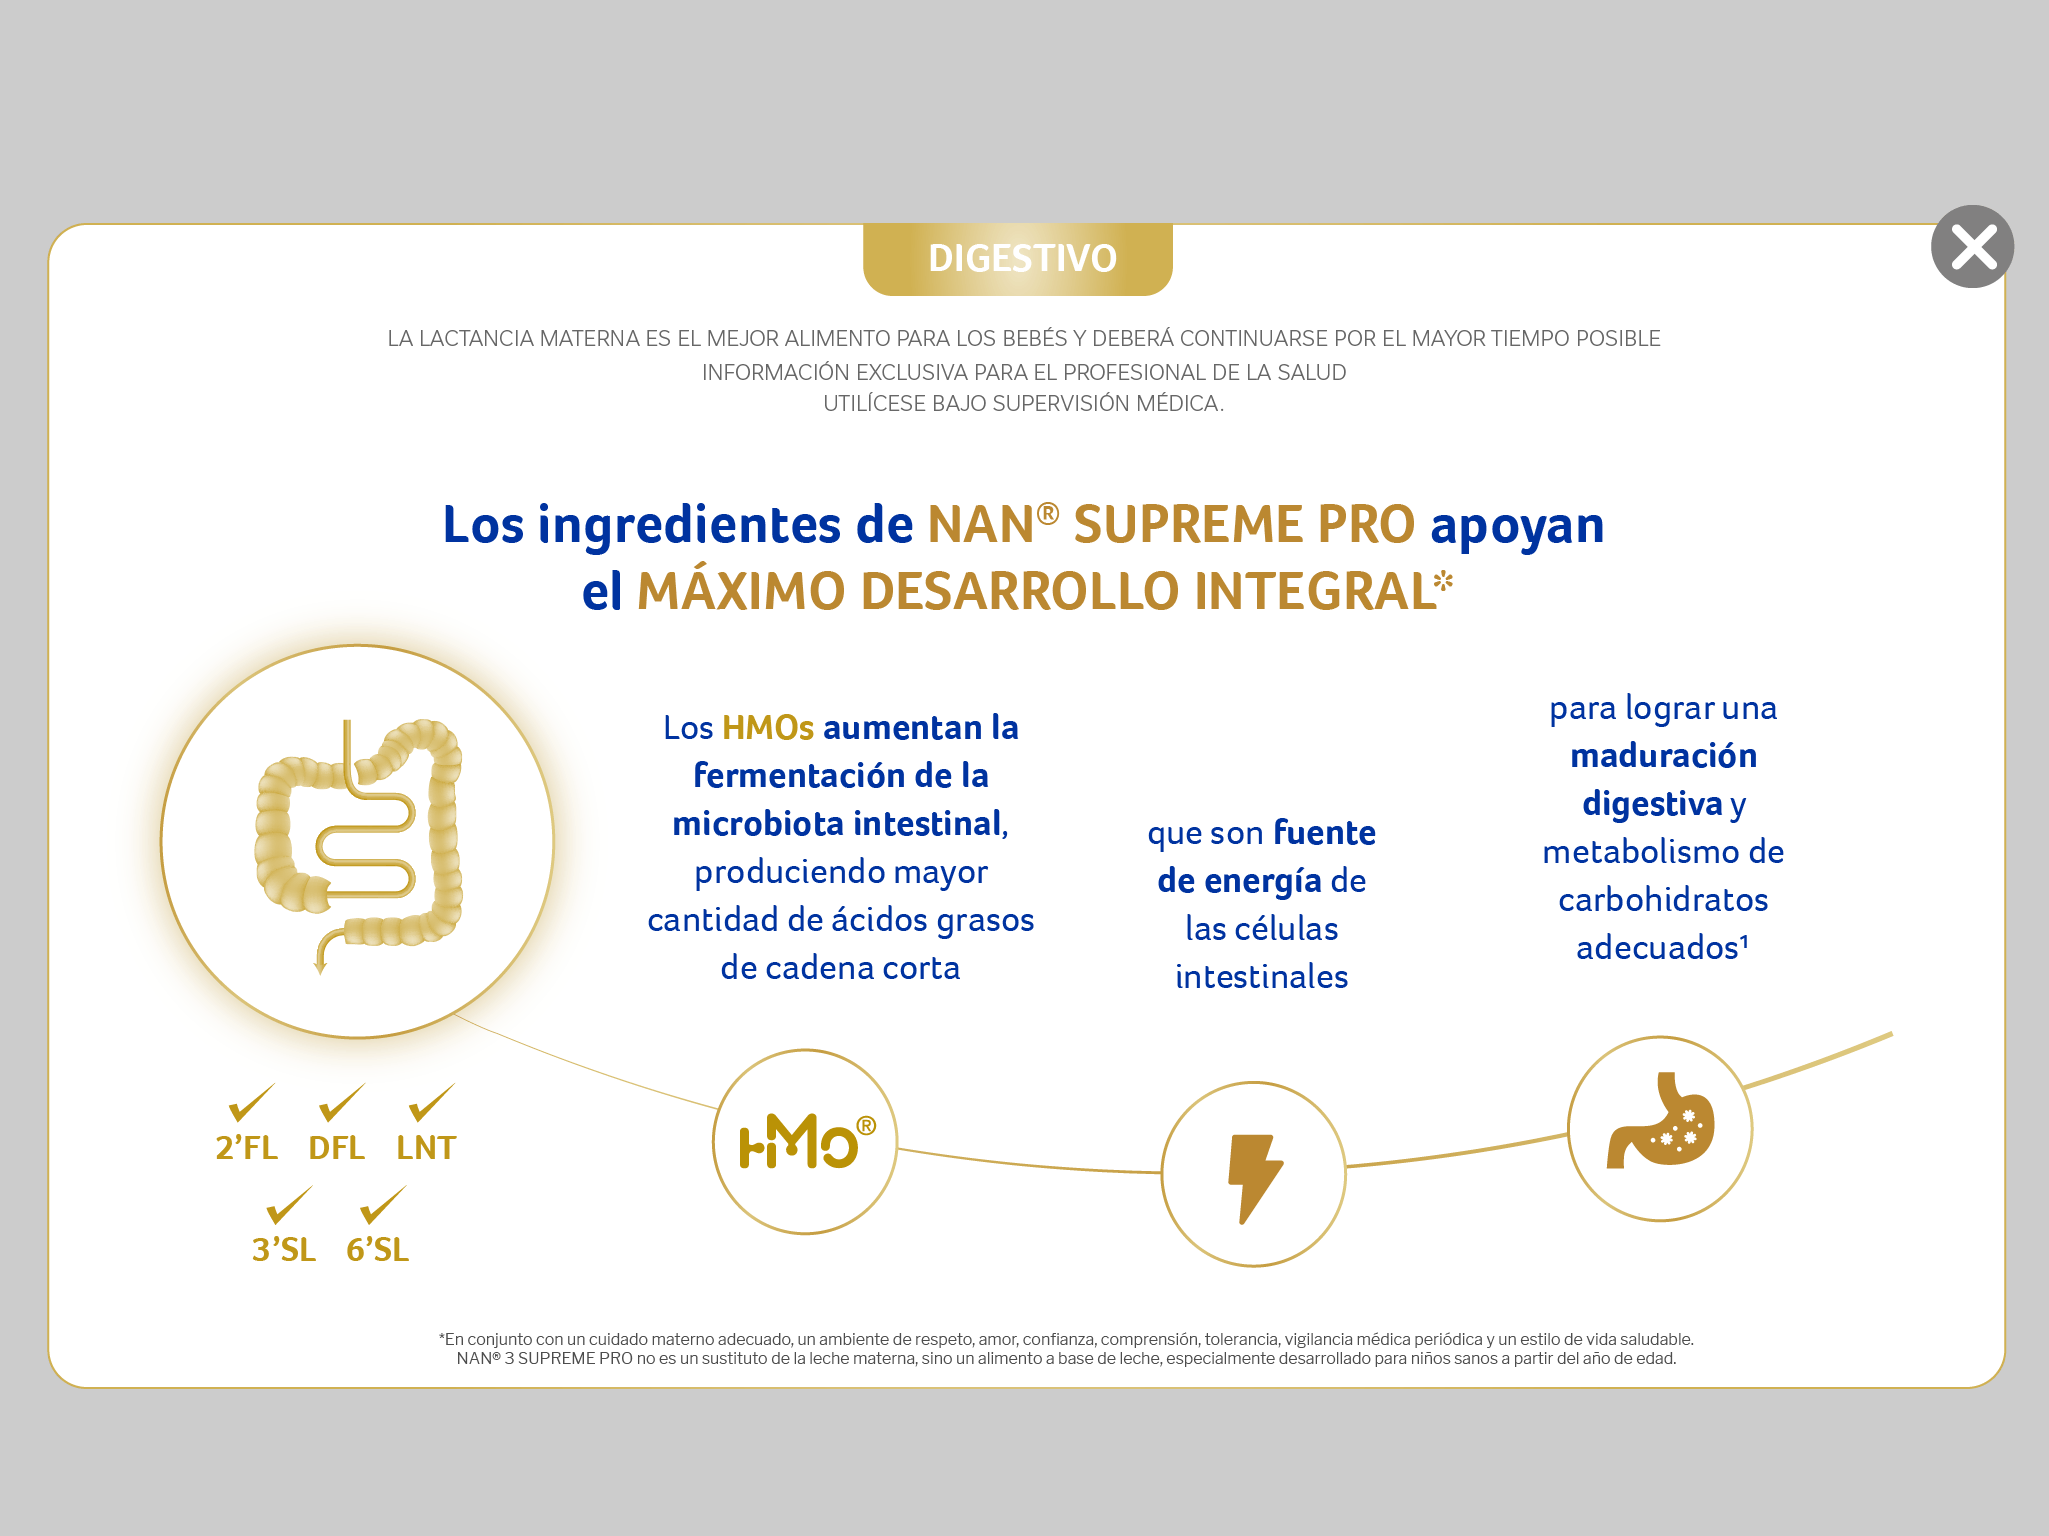 DIGESTIVO
LA LACTANCIA MATERNA ES EL MEJOR ALIMENTO PARA LOS BEBÉS Y DEBERÁ CONTINUARSE POR EL MAYOR TIEMPO POSIBLE
INFORMACIÓN EXCLUSIVA PARA EL PROFESIONAL DE LA SALUD
UTILÍCESE BAJO SUPERVISIÓN MÉDICA.
Los ingredientes de NAN® SUPREME PRO apoyan
el MÁXIMO DESARROLLO INTEGRAL*
Los HMOs aumentan la
fermentación de la
microbiota intestinal,
produciendo mayor
cantidad de ácidos grasos
de cadena corta
que son fuente
de energía de
las células
intestinales
para lograr una
maduración
digestiva y
metabolismo de
carbohidratos
adecuados¹
2’FL DFL LNT
3’SL 6’SL
HMO®
*En conjunto con un cuidado materno adecuado, un ambiente de respeto, amor, confianza, comprensión, tolerancia, vigilancia médica periódica y un estilo de vida saludable.
NAN® 3 SUPREME PRO no es un sustituto de la leche materna, sino un alimento a base de leche, especialmente desarrollado para niños sanos a partir del año de edad.